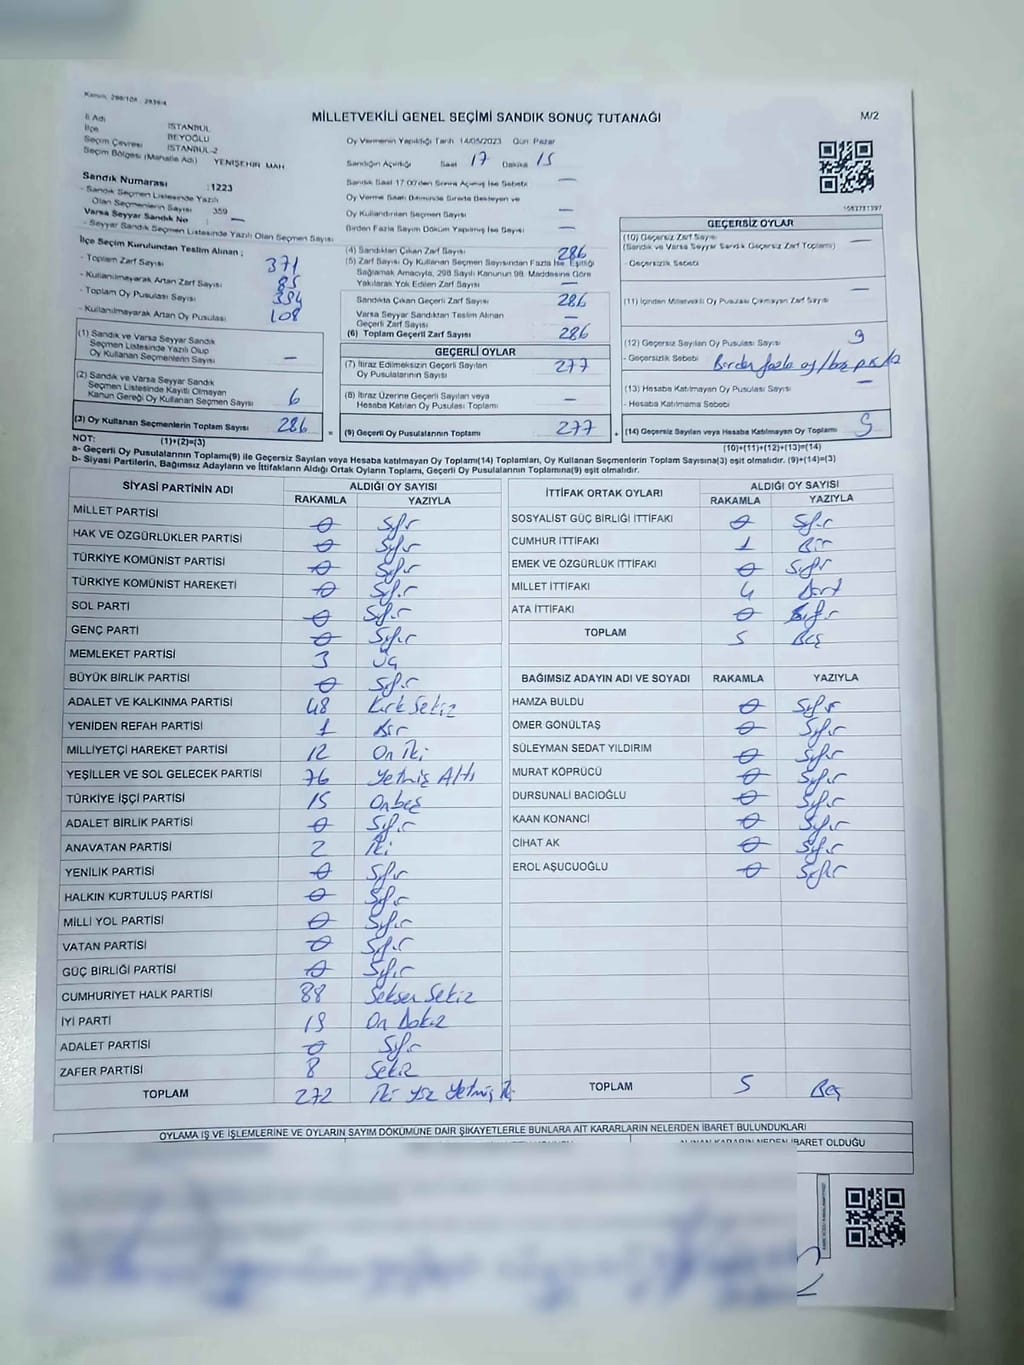 Kanun: 298/108 - 2839/4
MİLLETVEKİLİ GENEL SEÇİMİ SANDIK SONUÇ TUTANAĞI
M/2
İl Adı İSTANBUL
İlçe BEYOĞLU
Seçim Çevresi İSTANBUL-2
Seçim Bölgesi (Mahalle Adı) YENİŞEHİR MAH
Sandık Numarası : 1223
- Sandık Seçmen Listesinde Yazılı
Olan Seçmenlerin Sayısı 359
Varsa Seyyar Sandık No : —
- Seyyar Sandık Seçmen Listesinde Yazılı Olan Seçmen Sayısı
İlçe Seçim Kurulundan Teslim Alınan ;
- Toplam Zarf Sayısı 371
- Kullanılmayarak Artan Zarf Sayısı 85
- Toplam Oy Pusulası Sayısı
- Kullanılmayarak Artan Oy Pusulası 108
(1) Sandık ve Varsa Seyyar Sandık
Seçmen Listesinde Yazılı Olup
Oy Kullanan Seçmenlerin Sayısı —
(2) Sandık ve Varsa Seyyar Sandık
Seçmen Listesinde Kayıtlı Olmayan
Kanun Gereği Oy Kullanan Seçmen Sayısı 6
(3) Oy Kullanan Seçmenlerin Toplam Sayısı 286
Oy Vermenin Yapıldığı Tarih 14/05/2023 Gün Pazar
Sandığın Açıldığı Saat 17 Dakika 15
Sandık Saat 17:00'den Sonra Açılmış İse Sebebi —
Oy Verme Saati Bitiminde Sırada Bekleyen ve
Oy Kullandırılan Seçmen Sayısı —
Birden Fazla Sayım Döküm Yapılmış İse Sayısı —
(4) Sandıktan Çıkan Zarf Sayısı 286
(5) Zarf Sayısı Oy Kullanan Seçmen Sayısından Fazla İse, Eşitliği
Sağlamak Amacıyla, 298 Sayılı Kanunun 98. Maddesine Göre
Yakılarak Yok Edilen Zarf Sayısı —
Sandıkta Çıkan Geçerli Zarf Sayısı 286
Varsa Seyyar Sandıktan Teslim Alınan
Geçerli Zarf Sayısı —
(6) Toplam Geçerli Zarf Sayısı 286
GEÇERLİ OYLAR
(7) İtiraz Edilmeksizin Geçerli Sayılan
Oy Pusulalarının Sayısı 277
(8) İtiraz Üzerine Geçerli Sayılan veya
Hesaba Katılan Oy Pusulaları Toplamı —
= (9) Geçerli Oy Pusulalarının Toplamı 277
GEÇERSİZ OYLAR
(10) Geçersiz Zarf Sayısı —
(Sandık ve Varsa Seyyar Sandık Geçersiz Zarf Toplamı)
- Geçersizlik Sebebi
(11) İçinden Milletvekili Oy Pusulası Çıkmayan Zarf Sayısı —
(12) Geçersiz Sayılan Oy Pusulası Sayısı 9
- Geçersizlik Sebebi Birden fazla oy / boş pusula
(13) Hesaba Katılmayan Oy Pusulası Sayısı —
- Hesaba Katılmama Sebebi
+ (14) Geçersiz Sayılan veya Hesaba Katılmayan Oy Toplamı 9
NOT: (1)+(2)=(3)
(10)+(11)+(12)+(13)=(14)
a- Geçerli Oy Pusulalarının Toplamı(9) ile Geçersiz Sayılan veya Hesaba katılmayan Oy Toplamı(14) Toplamları, Oy Kullanan Seçmenlerin Toplam Sayısına(3) eşit olmalıdır. (9)+(14)=(3)
b- Siyasi Partilerin, Bağımsız Adayların ve İttifakların Aldığı Ortak Oyların Toplamı, Geçerli Oy Pusulalarının Toplamına(9) eşit olmalıdır.
SİYASİ PARTİNİN ADI ALDIĞI OY SAYISI
RAKAMLA YAZIYLA
MİLLET PARTİSİ 0 Sıfır
HAK VE ÖZGÜRLÜKLER PARTİSİ 0 Sıfır
TÜRKİYE KOMÜNİST PARTİSİ 0 Sıfır
TÜRKİYE KOMÜNİST HAREKETİ 0 Sıfır
SOL PARTİ 0 Sıfır
GENÇ PARTİ 0 Sıfır
MEMLEKET PARTİSİ 3 Üç
BÜYÜK BİRLİK PARTİSİ 0 Sıfır
ADALET VE KALKINMA PARTİSİ 48 Kırk Sekiz
YENİDEN REFAH PARTİSİ 1 Bir
MİLLİYETÇİ HAREKET PARTİSİ 12 On İki
YEŞİLLER VE SOL GELECEK PARTİSİ 76 Yetmiş Altı
TÜRKİYE İŞÇİ PARTİSİ 15 Onbeş
ADALET BİRLİK PARTİSİ 0 Sıfır
ANAVATAN PARTİSİ 2 İki
YENİLİK PARTİSİ 0 Sıfır
HALKIN KURTULUŞ PARTİSİ 0 Sıfır
MİLLİ YOL PARTİSİ 0 Sıfır
VATAN PARTİSİ 0 Sıfır
GÜÇ BİRLİĞİ PARTİSİ 0 Sıfır
CUMHURİYET HALK PARTİSİ 88 Seksen Sekiz
İYİ PARTİ 19 On Dokuz
ADALET PARTİSİ 0 Sıfır
ZAFER PARTİSİ 8 Sekiz
TOPLAM 272 İki Yüz Yetmiş İki
İTTİFAK ORTAK OYLARI ALDIĞI OY SAYISI
RAKAMLA YAZIYLA
SOSYALİST GÜÇ BİRLİĞİ İTTİFAKI 0 Sıfır
CUMHUR İTTİFAKI 1 Bir
EMEK VE ÖZGÜRLÜK İTTİFAKI 0 Sıfır
MİLLET İTTİFAKI 4 Dört
ATA İTTİFAKI 0 Sıfır
TOPLAM 5 Beş
BAĞIMSIZ ADAYIN ADI VE SOYADI RAKAMLA YAZIYLA
HAMZA BULDU 0 Sıfır
ÖMER GÖNÜLTAŞ 0 Sıfır
SÜLEYMAN SEDAT YILDIRIM 0 Sıfır
MURAT KÖPRÜCÜ 0 Sıfır
DURSUNALİ BACIOĞLU 0 Sıfır
KAAN KONANCİ 0 Sıfır
CİHAT AK 0 Sıfır
EROL AŞUCUOĞLU 0 Sıfır
TOPLAM 5 Beş
OYLAMA İŞ VE İŞLEMLERİNE VE OYLARIN SAYIM DÖKÜMÜNE DAİR ŞİKAYETLERLE BUNLARA AİT KARARLARIN NELERDEN İBARET BULUNDUKLARI
ALINAN KARARIN NEDEN İBARET OLDUĞU